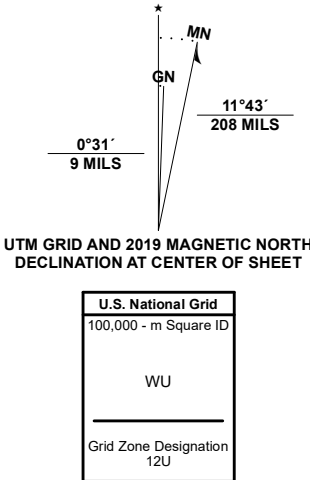 ★
MN
GN
11°43´
208 MILS
0°31´
9 MILS
UTM GRID AND 2019 MAGNETIC NORTH
DECLINATION AT CENTER OF SHEET
U.S. National Grid
100,000 - m Square ID
WU
Grid Zone Designation
12U